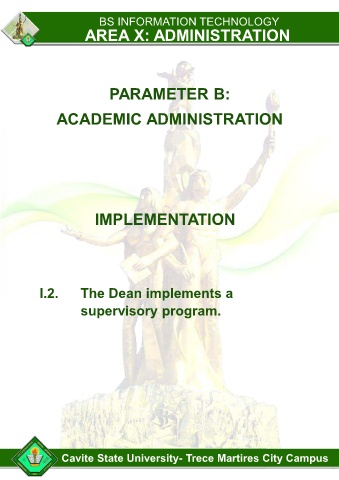 BS INFORMATION TECHNOLOGY
AREA X: ADMINISTRATION
PARAMETER B:
ACADEMIC ADMINISTRATION
IMPLEMENTATION
I.2. The Dean implements a
supervisory program.
Cavite State University- Trece Martires City Campus